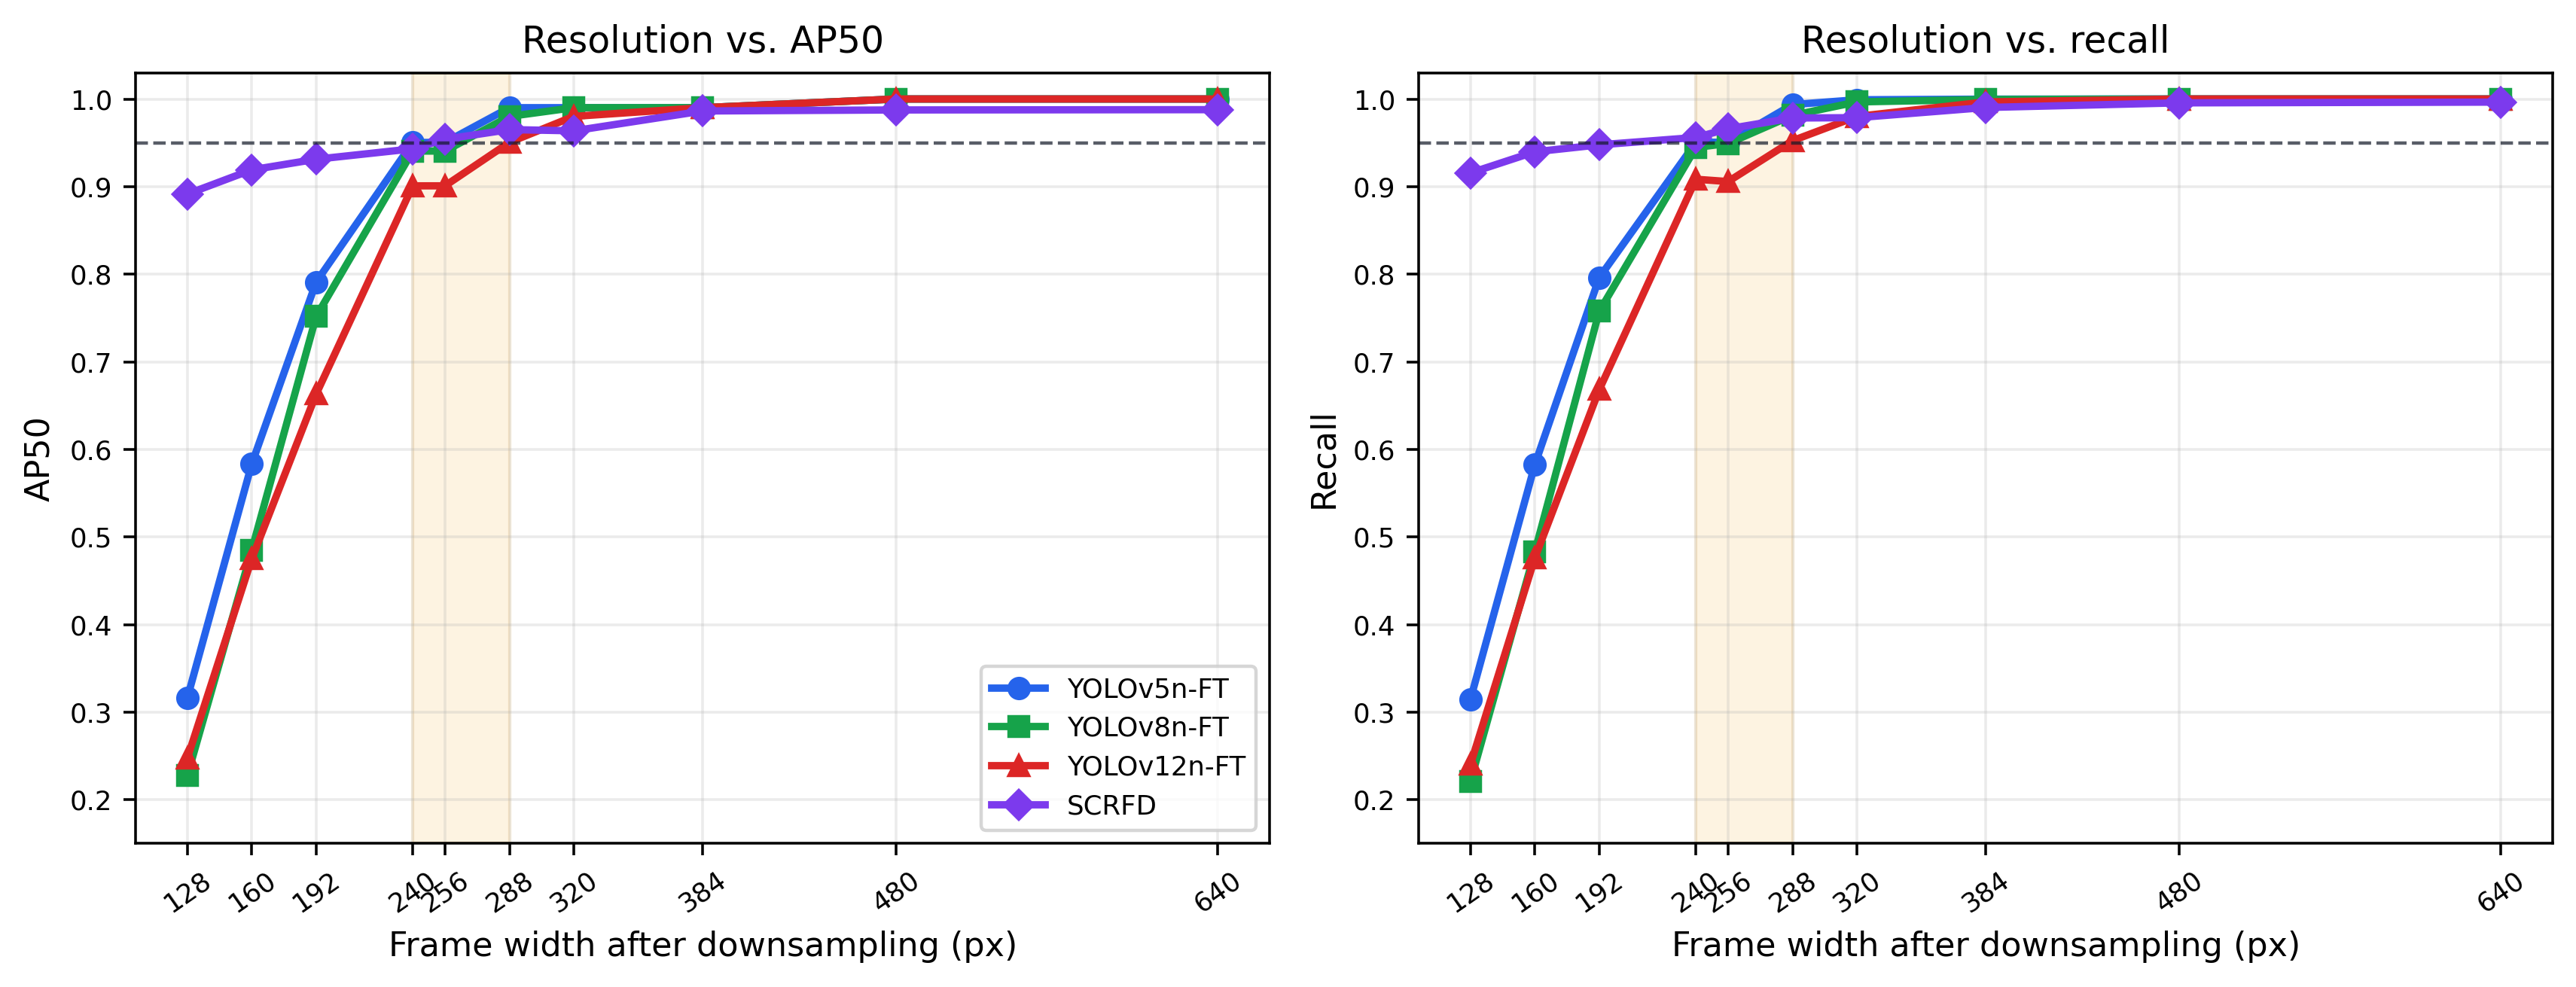 Resolution vs. AP50
AP50
1.0
0.9
0.8
0.7
0.6
0.5
0.4
0.3
0.2
YOLOv5n-FT
YOLOv8n-FT
YOLOv12n-FT
SCRFD
128 160 192 240 256 288 320 384 480 640
Frame width after downsampling (px)
Resolution vs. recall
Recall
1.0
0.9
0.8
0.7
0.6
0.5
0.4
0.3
0.2
128 160 192 240 256 288 320 384 480 640
Frame width after downsampling (px)